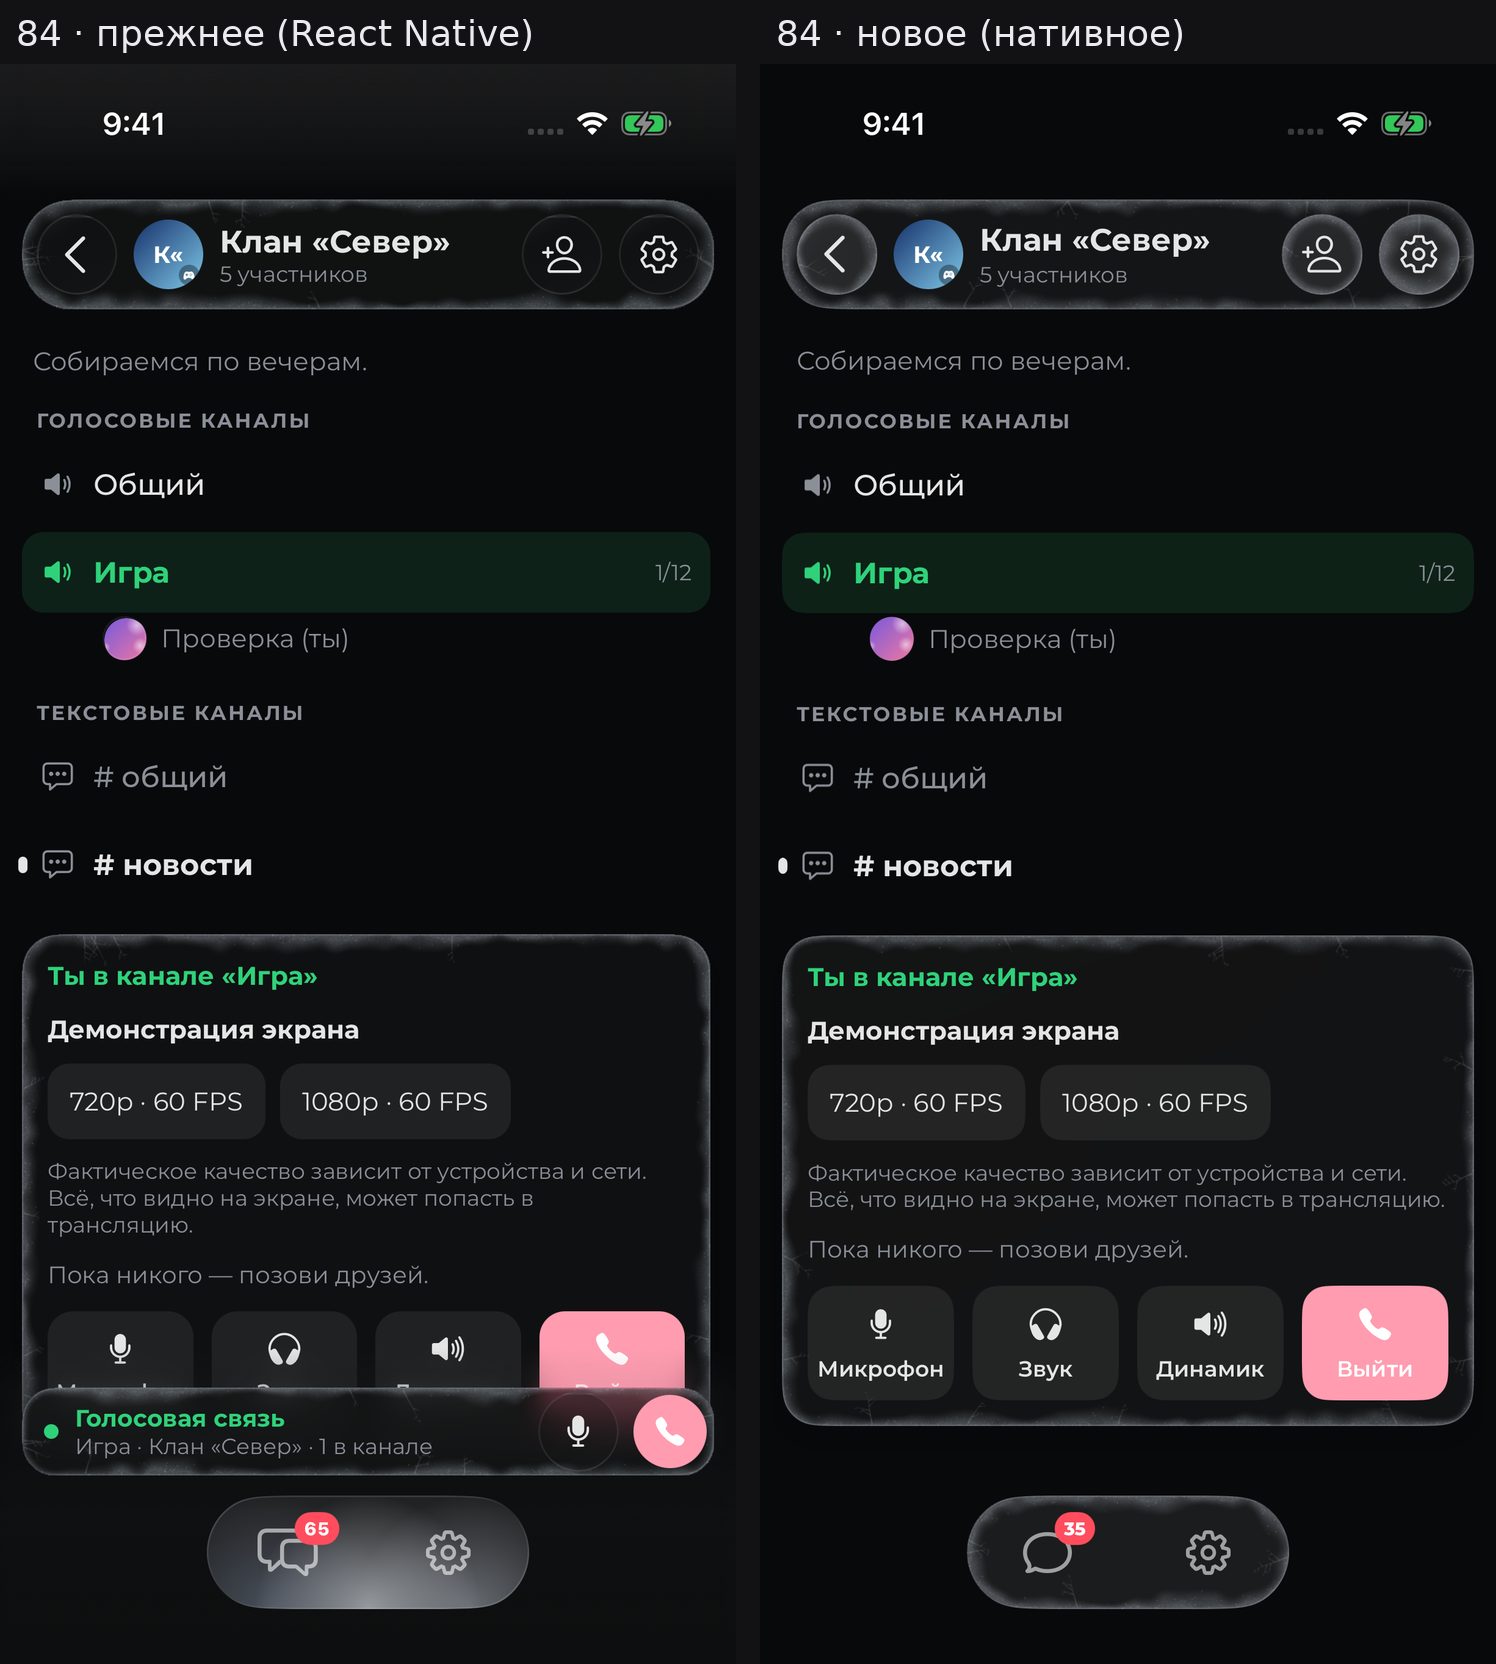 84 · прежнее (React Native)
9:41
К«
Клан «Север»
5 участников
Собираемся по вечерам.
ГОЛОСОВЫЕ КАНАЛЫ
Общий
Игра
1/12
Проверка (ты)
ТЕКСТОВЫЕ КАНАЛЫ
# общий
# новости
Ты в канале «Игра»
Демонстрация экрана
720p · 60 FPS
1080p · 60 FPS
Фактическое качество зависит от устройства и сети.
Всё, что видно на экране, может попасть в
трансляцию.
Пока никого — позови друзей.
Голосовая связь
Игра · Клан «Север» · 1 в канале
65
84 · новое (нативное)
9:41
К«
Клан «Север»
5 участников
Собираемся по вечерам.
ГОЛОСОВЫЕ КАНАЛЫ
Общий
Игра
1/12
Проверка (ты)
ТЕКСТОВЫЕ КАНАЛЫ
# общий
# новости
Ты в канале «Игра»
Демонстрация экрана
720p · 60 FPS
1080p · 60 FPS
Фактическое качество зависит от устройства и сети.
Всё, что видно на экране, может попасть в трансляцию.
Пока никого — позови друзей.
Микрофон
Звук
Динамик
Выйти
35